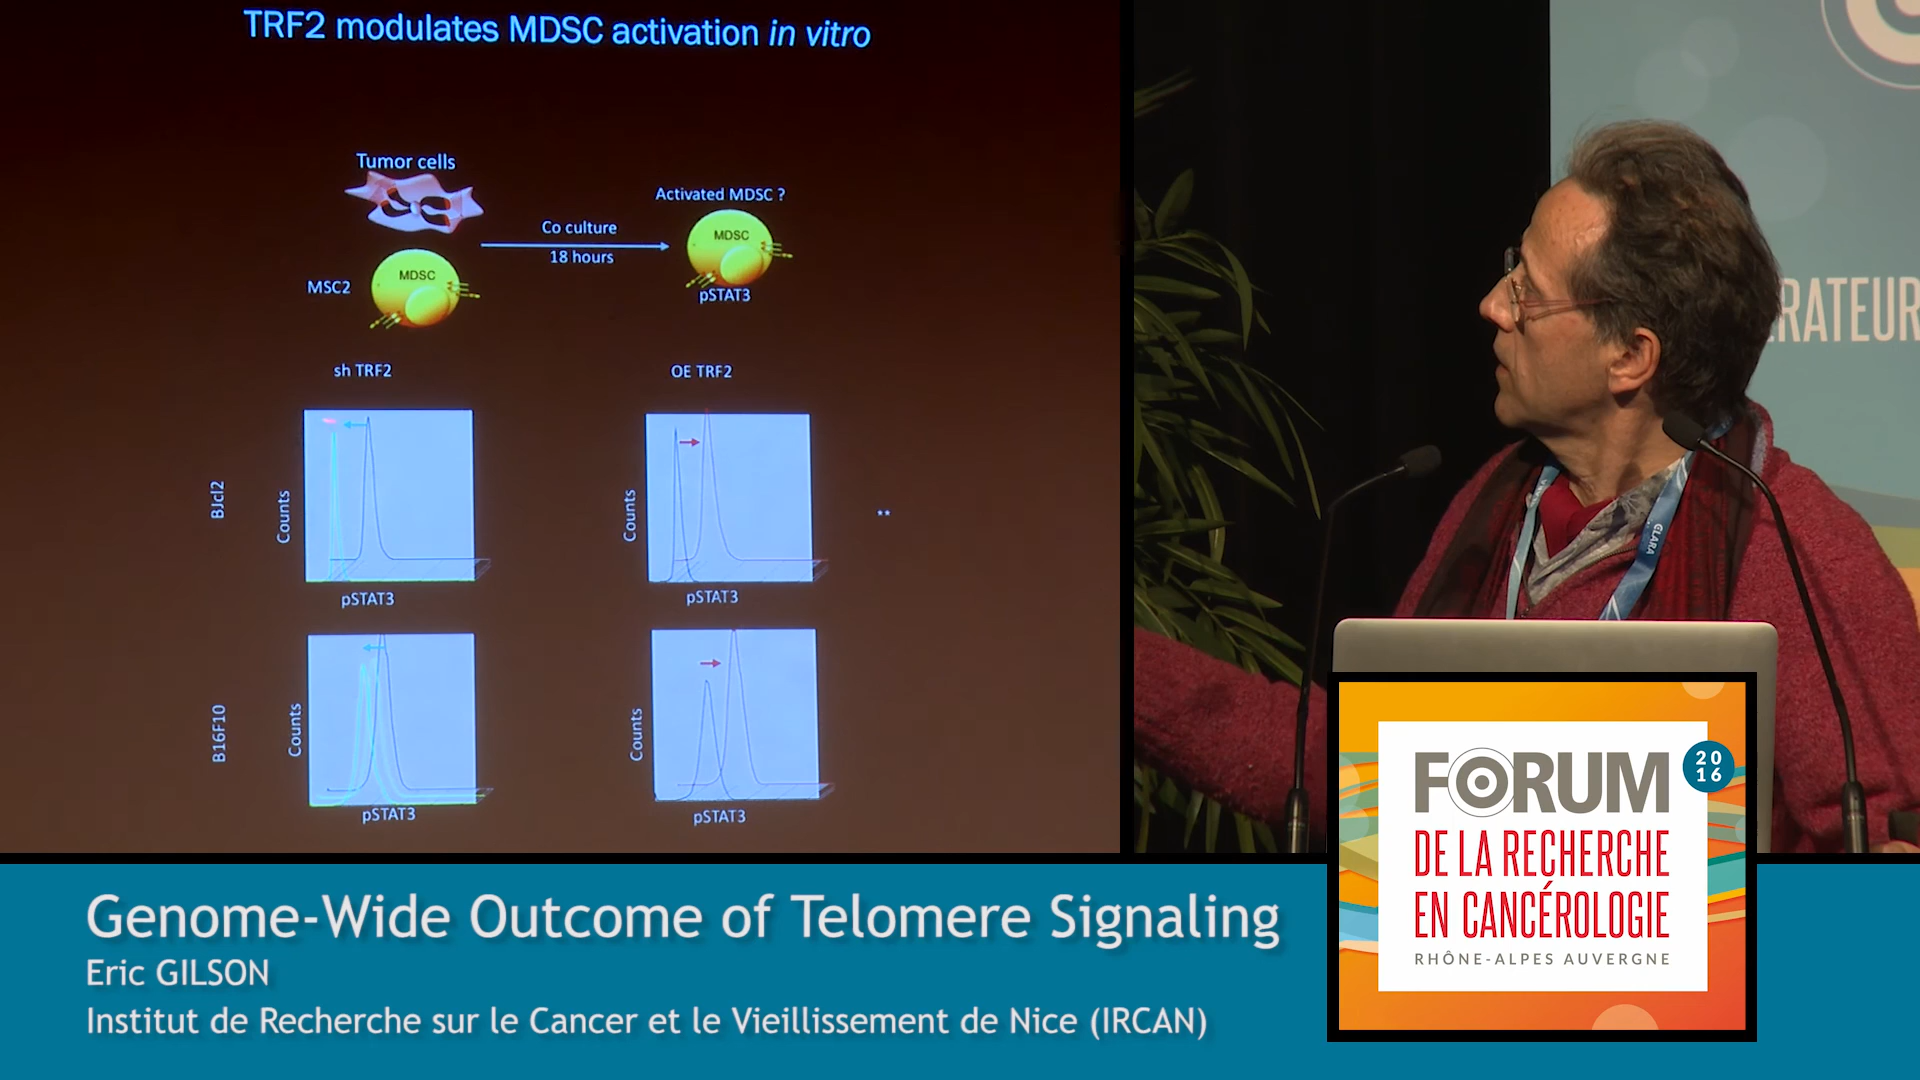 TRF2 modulates MDSC activation in vitro
Tumor cells
Activated MDSC ?
Co culture
18 hours
MSC2
MDSC
MDSC
pSTAT3
sh TRF2
OE TRF2
BJcl2
Counts
pSTAT3
Counts
pSTAT3
**
B16F10
Counts
pSTAT3
Counts
pSTAT3
RATEUR
CLARA
FORUM
20
16
DE LA RECHERCHE
EN CANCÉROLOGIE
RHÔNE-ALPES AUVERGNE
Genome-Wide Outcome of Telomere Signaling
Eric GILSON
Institut de Recherche sur le Cancer et le Vieillissement de Nice (IRCAN)